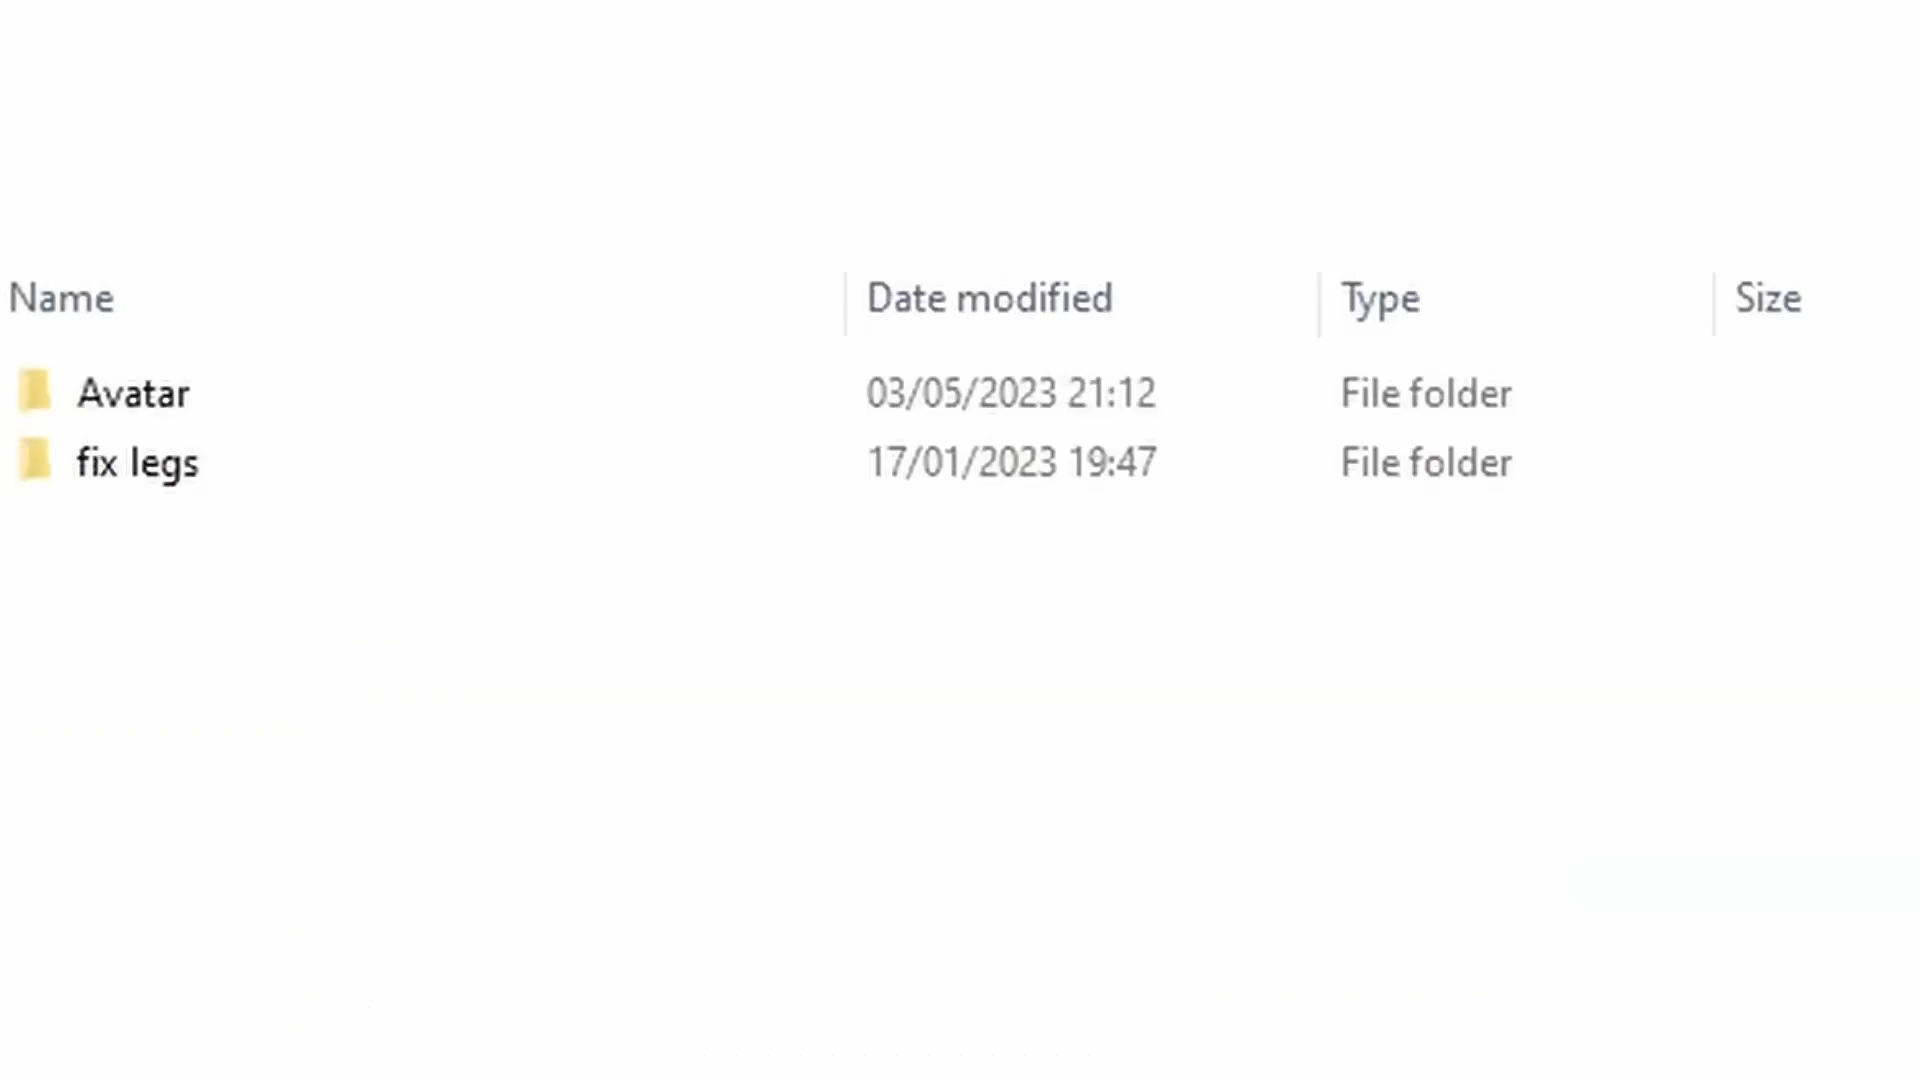 Name Date modified Type Size
Avatar 03/05/2023 21:12 File folder
fix legs 17/01/2023 19:47 File folder